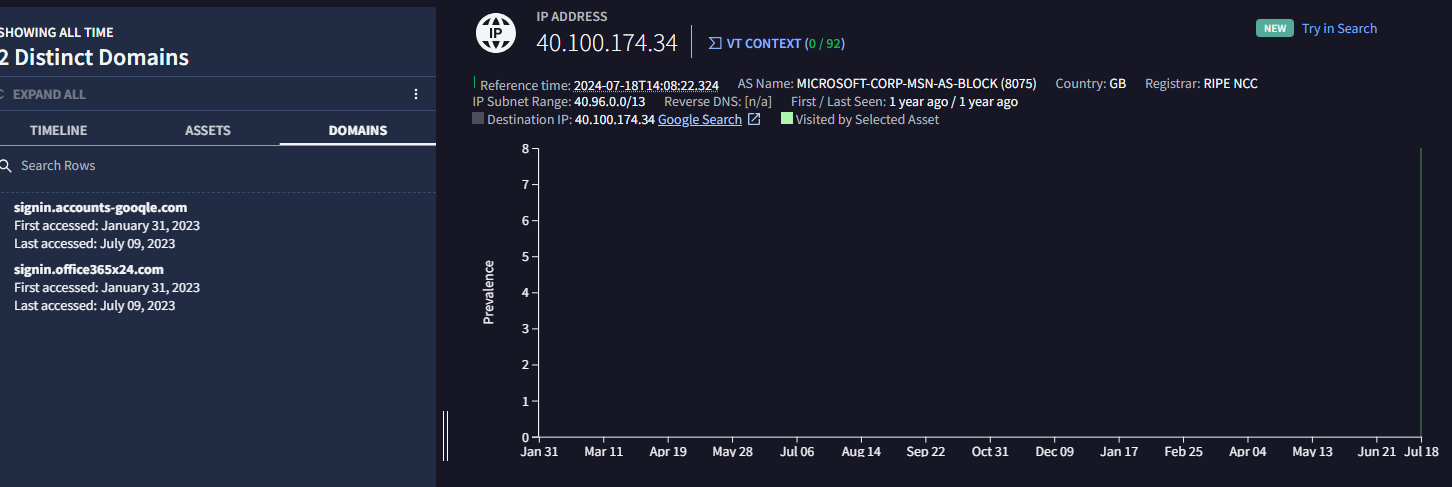 SHOWING ALL TIME
2 Distinct Domains
EXPAND ALL
TIMELINE ASSETS DOMAINS
Search Rows
signin.accounts-gooqle.com
First accessed: January 31, 2023
Last accessed: July 09, 2023
signin.office365x24.com
First accessed: January 31, 2023
Last accessed: July 09, 2023
IP
IP ADDRESS
40.100.174.34
VT CONTEXT (0 / 92)
NEW Try in Search
Reference time: 2024-07-18T14:08:22.324 AS Name: MICROSOFT-CORP-MSN-AS-BLOCK (8075) Country: GB Registrar: RIPE NCC
IP Subnet Range: 40.96.0.0/13 Reverse DNS: [n/a] First / Last Seen: 1 year ago / 1 year ago
Destination IP: 40.100.174.34 Google Search Visited by Selected Asset
Prevalence
8
7
6
5
4
3
2
1
0
Jan 31 Mar 11 Apr 19 May 28 Jul 06 Aug 14 Sep 22 Oct 31 Dec 09 Jan 17 Feb 25 Apr 04 May 13 Jun 21 Jul 18